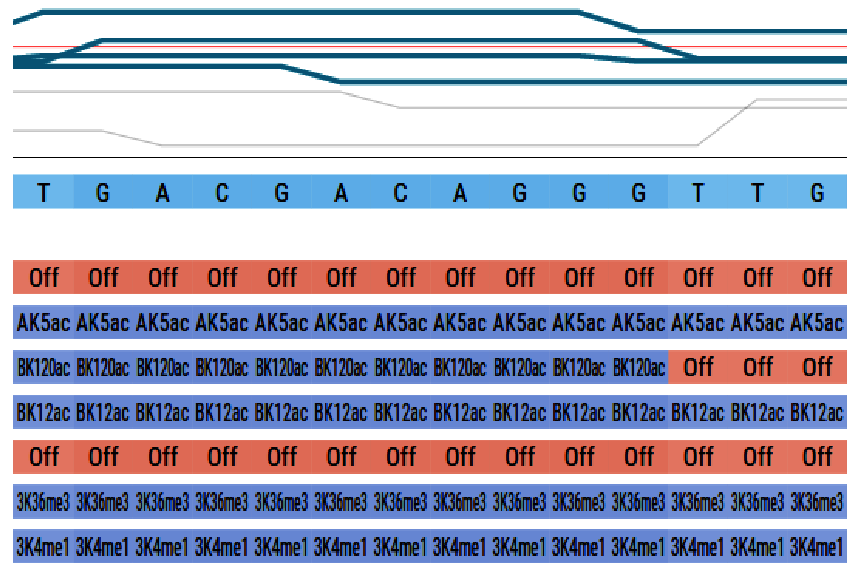 T G A C G A C A G G G T T G
Off Off Off Off Off Off Off Off Off Off Off Off Off Off
AK5ac AK5ac AK5ac AK5ac AK5ac AK5ac AK5ac AK5ac AK5ac AK5ac AK5ac AK5ac AK5ac AK5ac
BK120ac BK120ac BK120ac BK120ac BK120ac BK120ac BK120ac BK120ac BK120ac BK120ac BK120ac Off Off Off
BK12ac BK12ac BK12ac BK12ac BK12ac BK12ac BK12ac BK12ac BK12ac BK12ac BK12ac BK12ac BK12ac BK12ac
Off Off Off Off Off Off Off Off Off Off Off Off Off Off
3K36me3 3K36me3 3K36me3 3K36me3 3K36me3 3K36me3 3K36me3 3K36me3 3K36me3 3K36me3 3K36me3 3K36me3 3K36me3 3K36me3
3K4me1 3K4me1 3K4me1 3K4me1 3K4me1 3K4me1 3K4me1 3K4me1 3K4me1 3K4me1 3K4me1 3K4me1 3K4me1 3K4me1